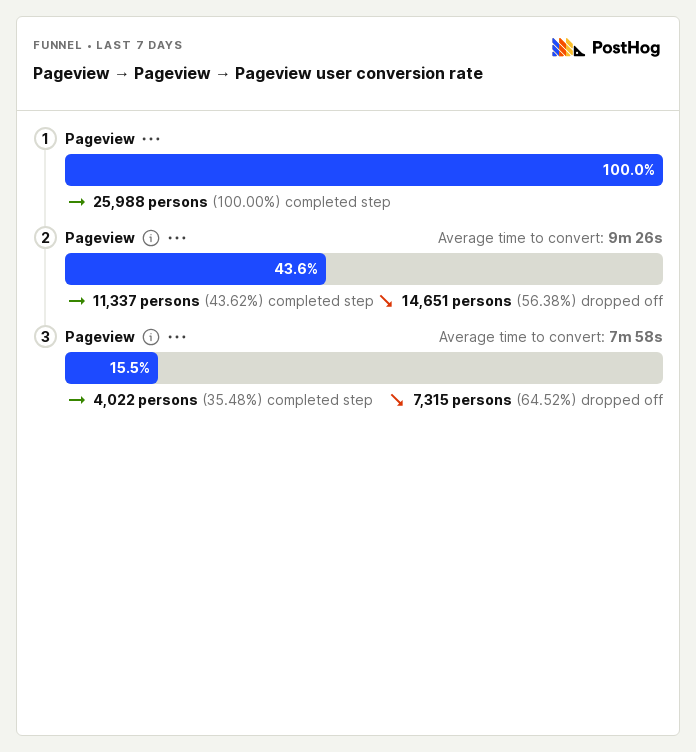 FUNNEL • LAST 7 DAYS
PostHog
Pageview → Pageview → Pageview user conversion rate
1 Pageview •••
100.0%
→ 25,988 persons (100.00%) completed step
2 Pageview i ••• Average time to convert: 9m 26s
43.6%
→ 11,337 persons (43.62%) completed step ↘ 14,651 persons (56.38%) dropped off
3 Pageview i ••• Average time to convert: 7m 58s
15.5%
→ 4,022 persons (35.48%) completed step ↘ 7,315 persons (64.52%) dropped off